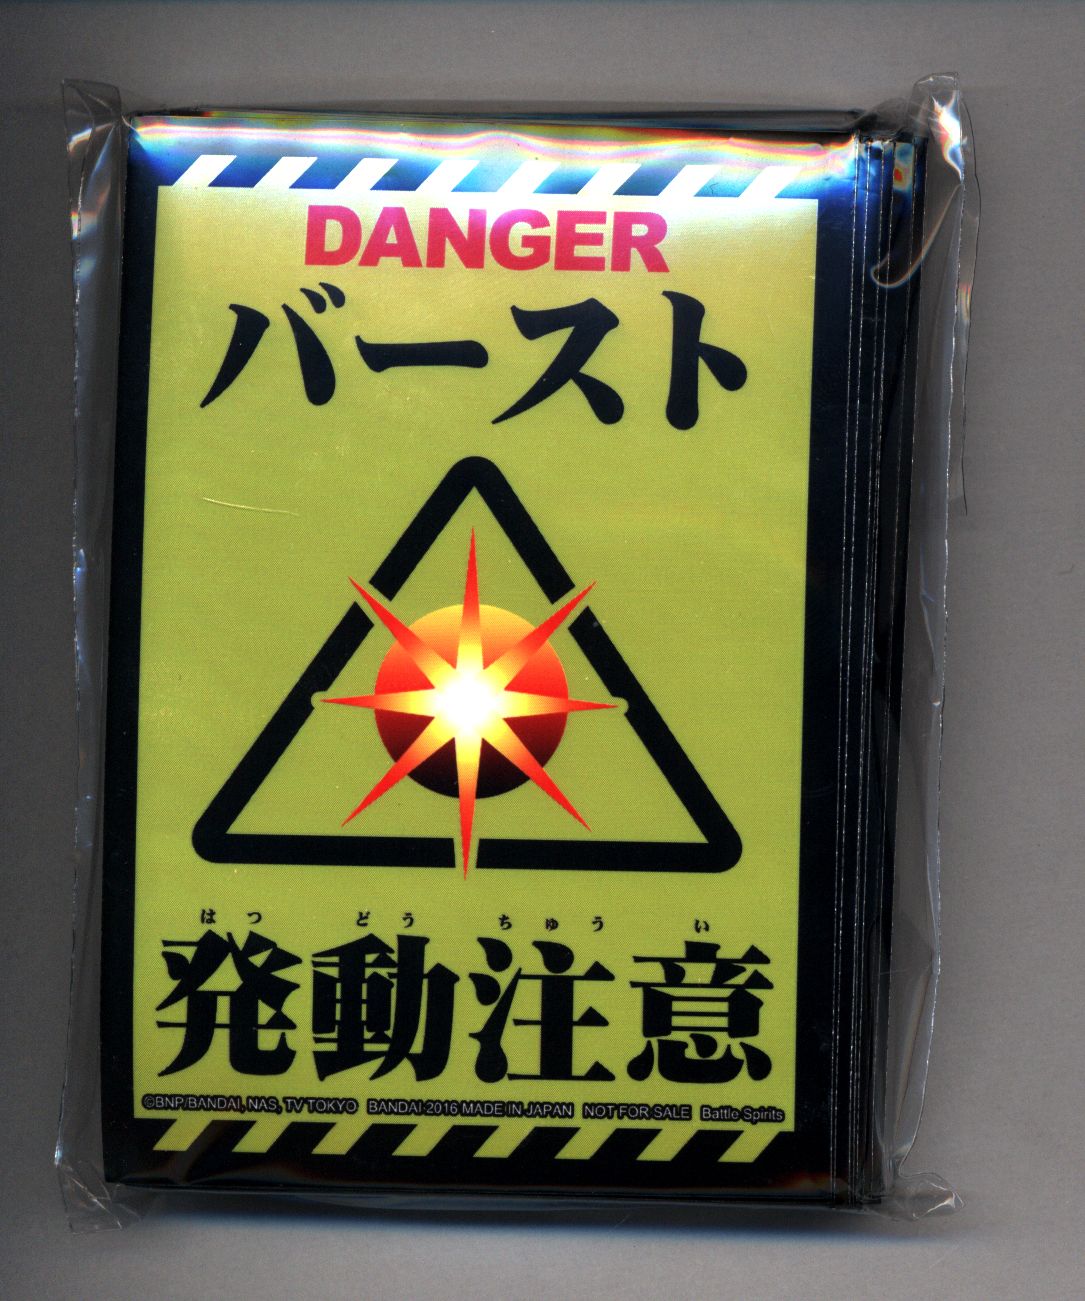 DANGER
バースト
はつ どう ちゅう い
発動注意
©BNP/BANDAI, NAS, TV TOKYO BANDAI 2016 MADE IN JAPAN NOT FOR SALE Battle Spirits